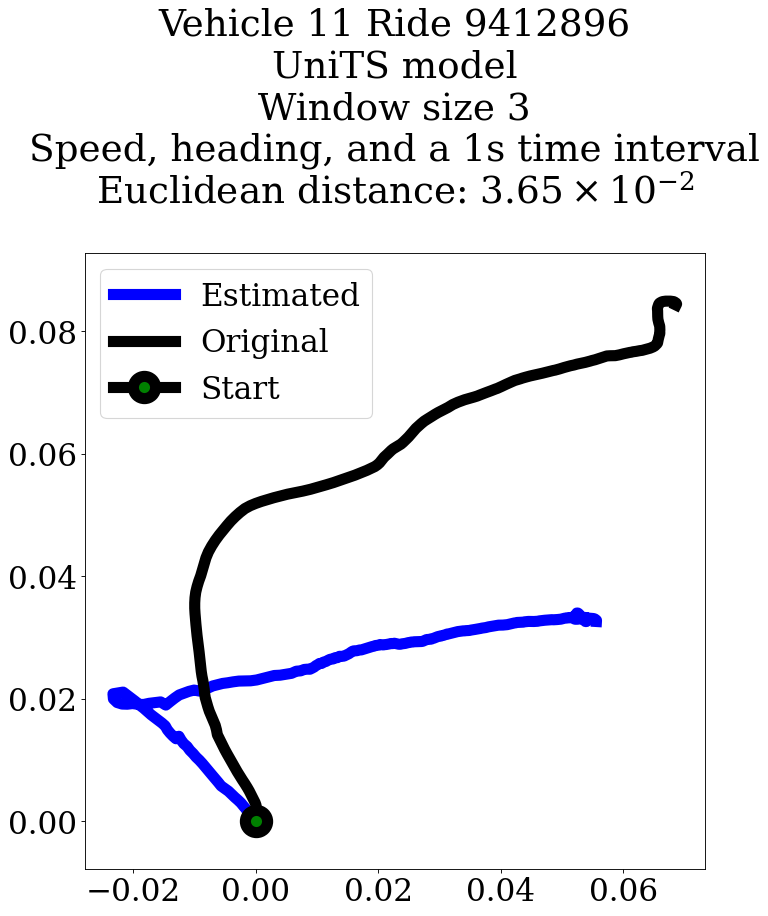 Vehicle 11 Ride 9412896
UniTS model
Window size 3
Speed, heading, and a 1s time interval
Euclidean distance: 3.65 × 10⁻²
Estimated
Original
Start
0.08
0.06
0.04
0.02
0.00
−0.02 0.00 0.02 0.04 0.06